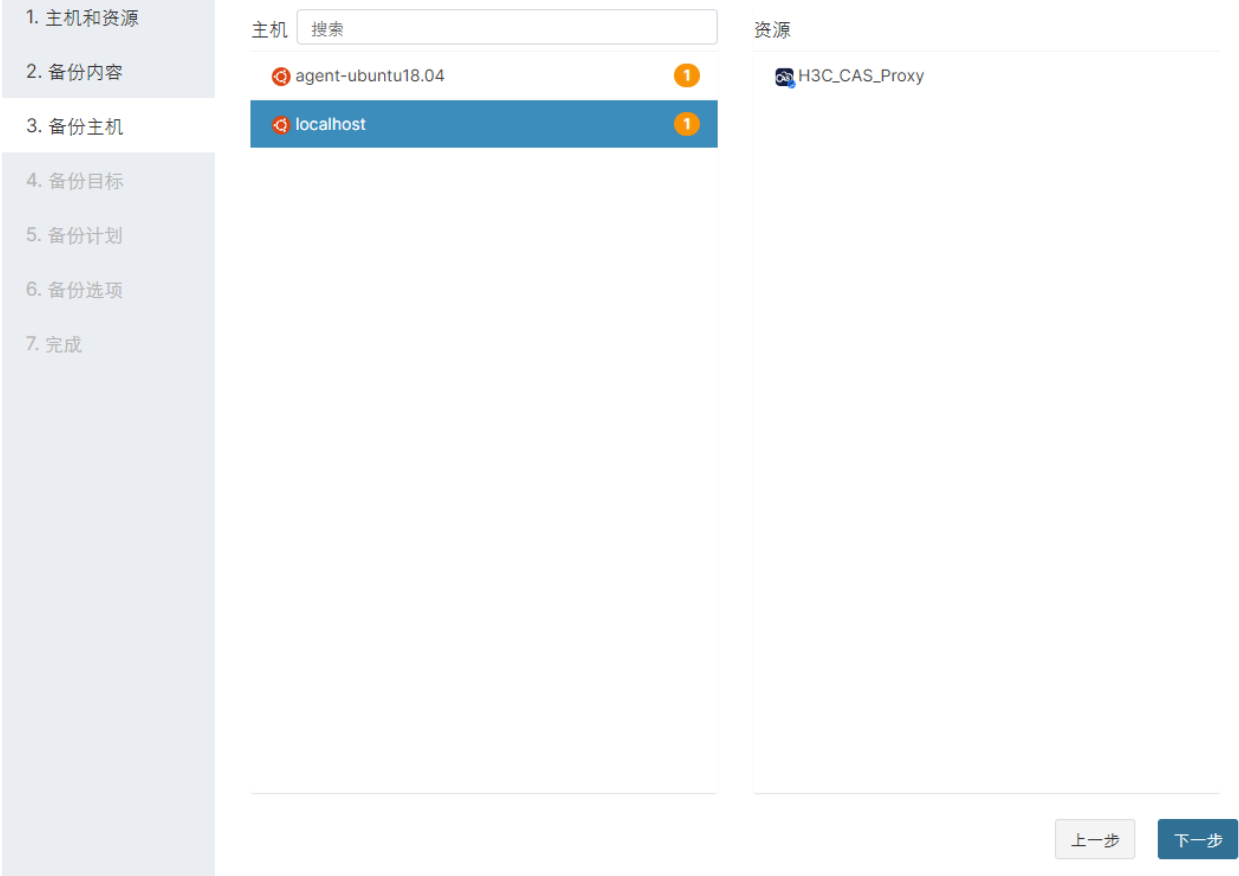 1. 主机和资源
2. 备份内容
3. 备份主机
4. 备份目标
5. 备份计划
6. 备份选项
7. 完成
主机 搜索
agent-ubuntu18.04 1
localhost 1
资源
H3C_CAS_Proxy
上一步 下一步